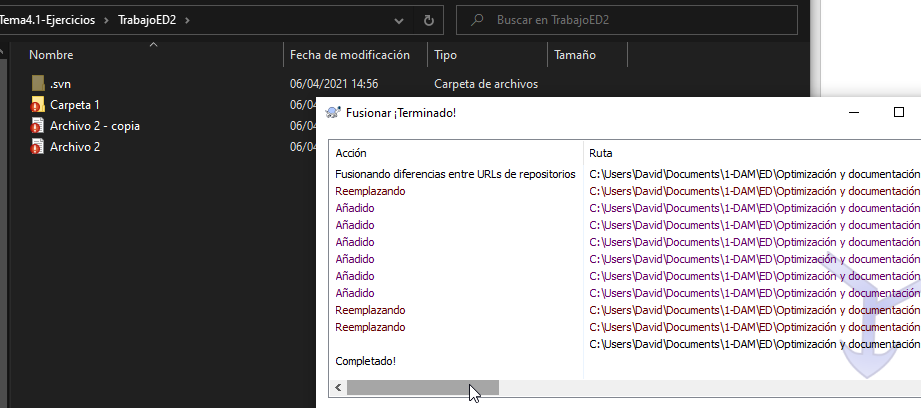 Tema4.1-Ejercicios > TrabajoED2 >
Buscar en TrabajoED2
Nombre Fecha de modificación Tipo Tamaño
.svn 06/04/2021 14:56 Carpeta de archivos
Carpeta 1 06/04
Archivo 2 - copia 06/04
Archivo 2 06/04
Fusionar ¡Terminado!
Acción Ruta
Fusionando diferencias entre URLs de repositorios C:\Users\David\Documents\1-DAM\ED\Optimización y documentación
Reemplazando C:\Users\David\Documents\1-DAM\ED\Optimización y documentación
Añadido C:\Users\David\Documents\1-DAM\ED\Optimización y documentación
Añadido C:\Users\David\Documents\1-DAM\ED\Optimización y documentación
Añadido C:\Users\David\Documents\1-DAM\ED\Optimización y documentación
Añadido C:\Users\David\Documents\1-DAM\ED\Optimización y documentación
Añadido C:\Users\David\Documents\1-DAM\ED\Optimización y documentación
Añadido C:\Users\David\Documents\1-DAM\ED\Optimización y documentación
Reemplazando C:\Users\David\Documents\1-DAM\ED\Optimización y documentación
Reemplazando C:\Users\David\Documents\1-DAM\ED\Optimización y documentación
C:\Users\David\Documents\1-DAM\ED\Optimización y documentación
Completado!